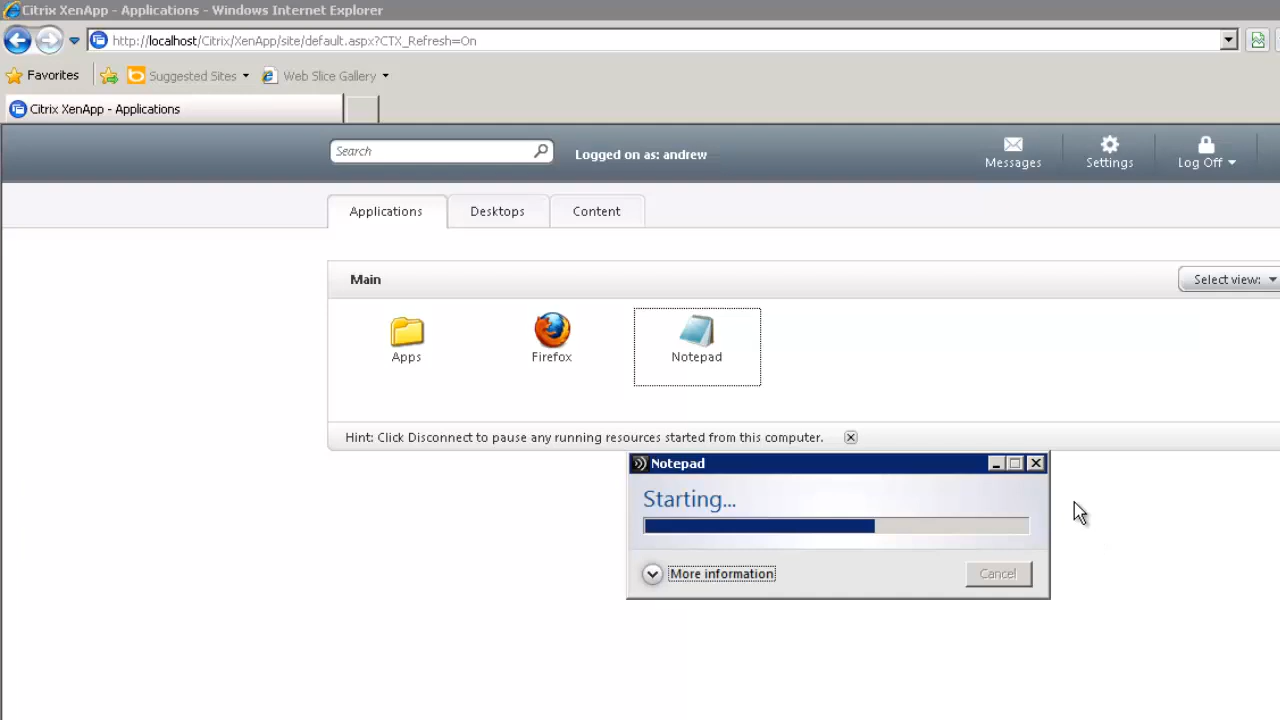 Citrix XenApp - Applications - Windows Internet Explorer
http://localhost/Citrix/XenApp/site/default.aspx?CTX_Refresh=On
Favorites Suggested Sites Web Slice Gallery
Citrix XenApp - Applications
Search Logged on as: andrew Messages Settings Log Off
Applications Desktops Content
Main Select view:
Apps Firefox Notepad
Hint: Click Disconnect to pause any running resources started from this computer.
Notepad
Starting...
More information Cancel